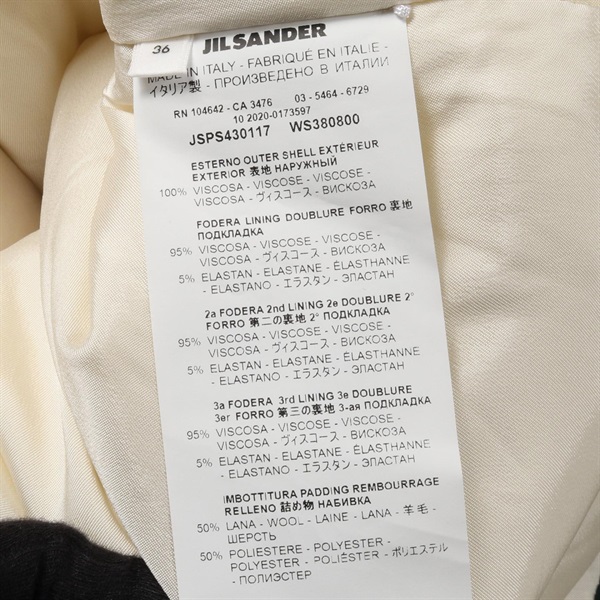 36
JIL SANDER
MADE IN ITALY - FABRIQUÉ EN ITALIE -
イタリア製 - ПРОИЗВЕДЕНО В ИТАЛИИ
RN 104642 - CA 3476 03 - 5464 - 6729
10 2020-0173597
JSPS430117 WS380800
ESTERNO OUTER SHELL EXTÉRIEUR
EXTERIOR 表地 НАРУЖНЫЙ
100% VISCOSA - VISCOSE - VISCOSE -
VISCOSA - ヴィスコース - ВИСКОЗА
FODERA LINING DOUBLURE FORRO 裏地
ПОДКЛАДКА
95% VISCOSA - VISCOSE - VISCOSE -
VISCOSA - ヴィスコース - ВИСКОЗА
5% ELASTAN - ELASTANE - ÉLASTHANNE
- ELASTANO - エラスタン - ЭЛАСТАН
2a FODERA 2nd LINING 2e DOUBLURE 2°
FORRO 第二の裏地 2° ПОДКЛАДКА
95% VISCOSA - VISCOSE - VISCOSE -
VISCOSA - ヴィスコース - ВИСКОЗА
5% ELASTAN - ELASTANE - ÉLASTHANNE
- ELASTANO - エラスタン - ЭЛАСТАН
3a FODERA 3rd LINING 3e DOUBLURE
3er FORRO 第三の裏地 3-ая ПОДКЛАДКА
95% VISCOSA - VISCOSE - VISCOSE -
VISCOSA - ヴィスコース - ВИСКОЗА
5% ELASTAN - ELASTANE - ÉLASTHANNE
- ELASTANO - エラスタン - ЭЛАСТАН
IMBOTTITURA PADDING REMBOURRAGE
RELLENO 詰め物 НАБИВКА
50% LANA - WOOL - LAINE - LANA - 羊毛 -
ШЕРСТЬ
50% POLIESTERE - POLYESTER -
POLYESTER - POLIÉSTER - ポリエステル
- ПОЛИЭСТЕР